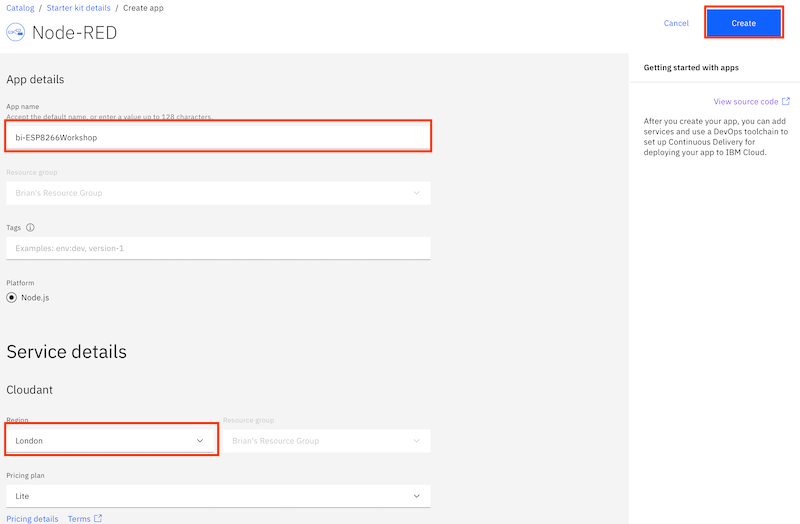 Catalog / Starter kit details / Create app
Node-RED
Cancel
Create
App details
App name
Accept the default name, or enter a value up to 128 characters.
bi-ESP8266Workshop
Resource group
Brian's Resource Group
Tags
Examples: env:dev, version-1
Platform
Node.js
Service details
Cloudant
Region
Resource group
London
Brian's Resource Group
Pricing plan
Lite
Pricing details Terms
Getting started with apps
View source code
After you create your app, you can add
services and use a DevOps toolchain to
set up Continuous Delivery for
deploying your app to IBM Cloud.